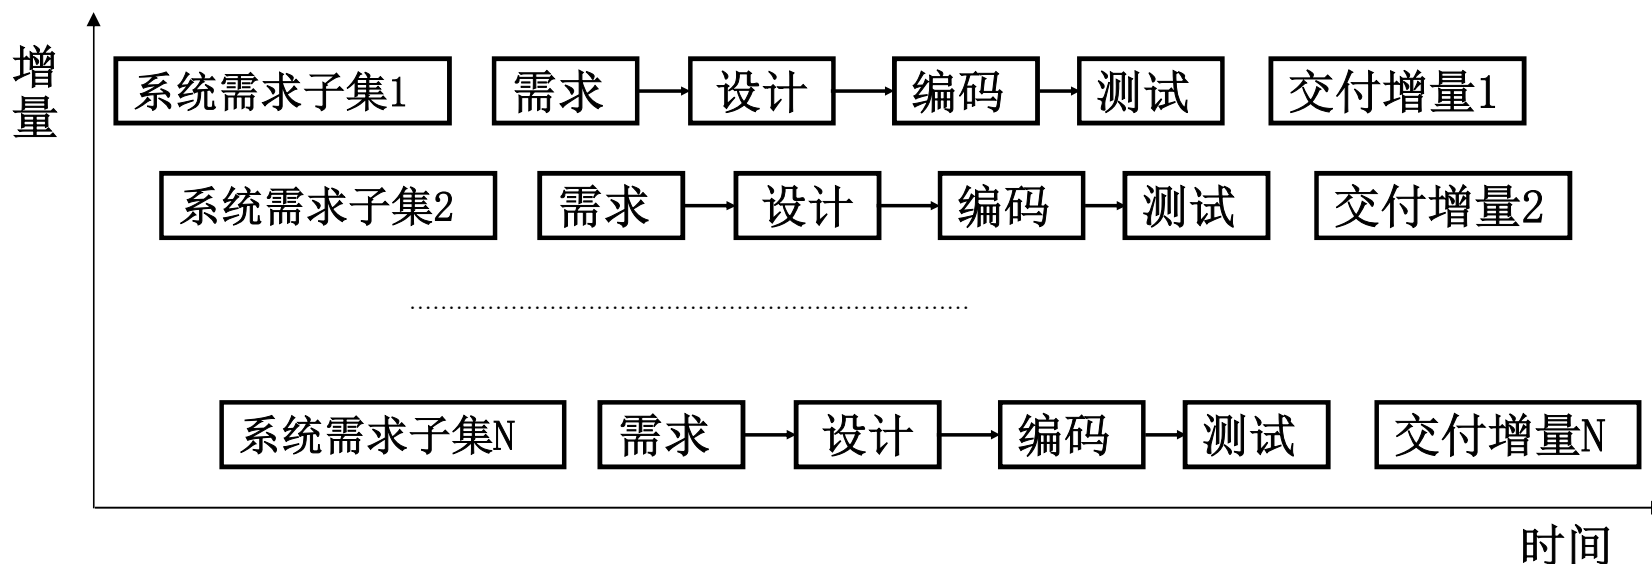 增量
系统需求子集1 需求 设计 编码 测试 交付增量1
系统需求子集2 需求 设计 编码 测试 交付增量2
系统需求子集N 需求 设计 编码 测试 交付增量N
时间